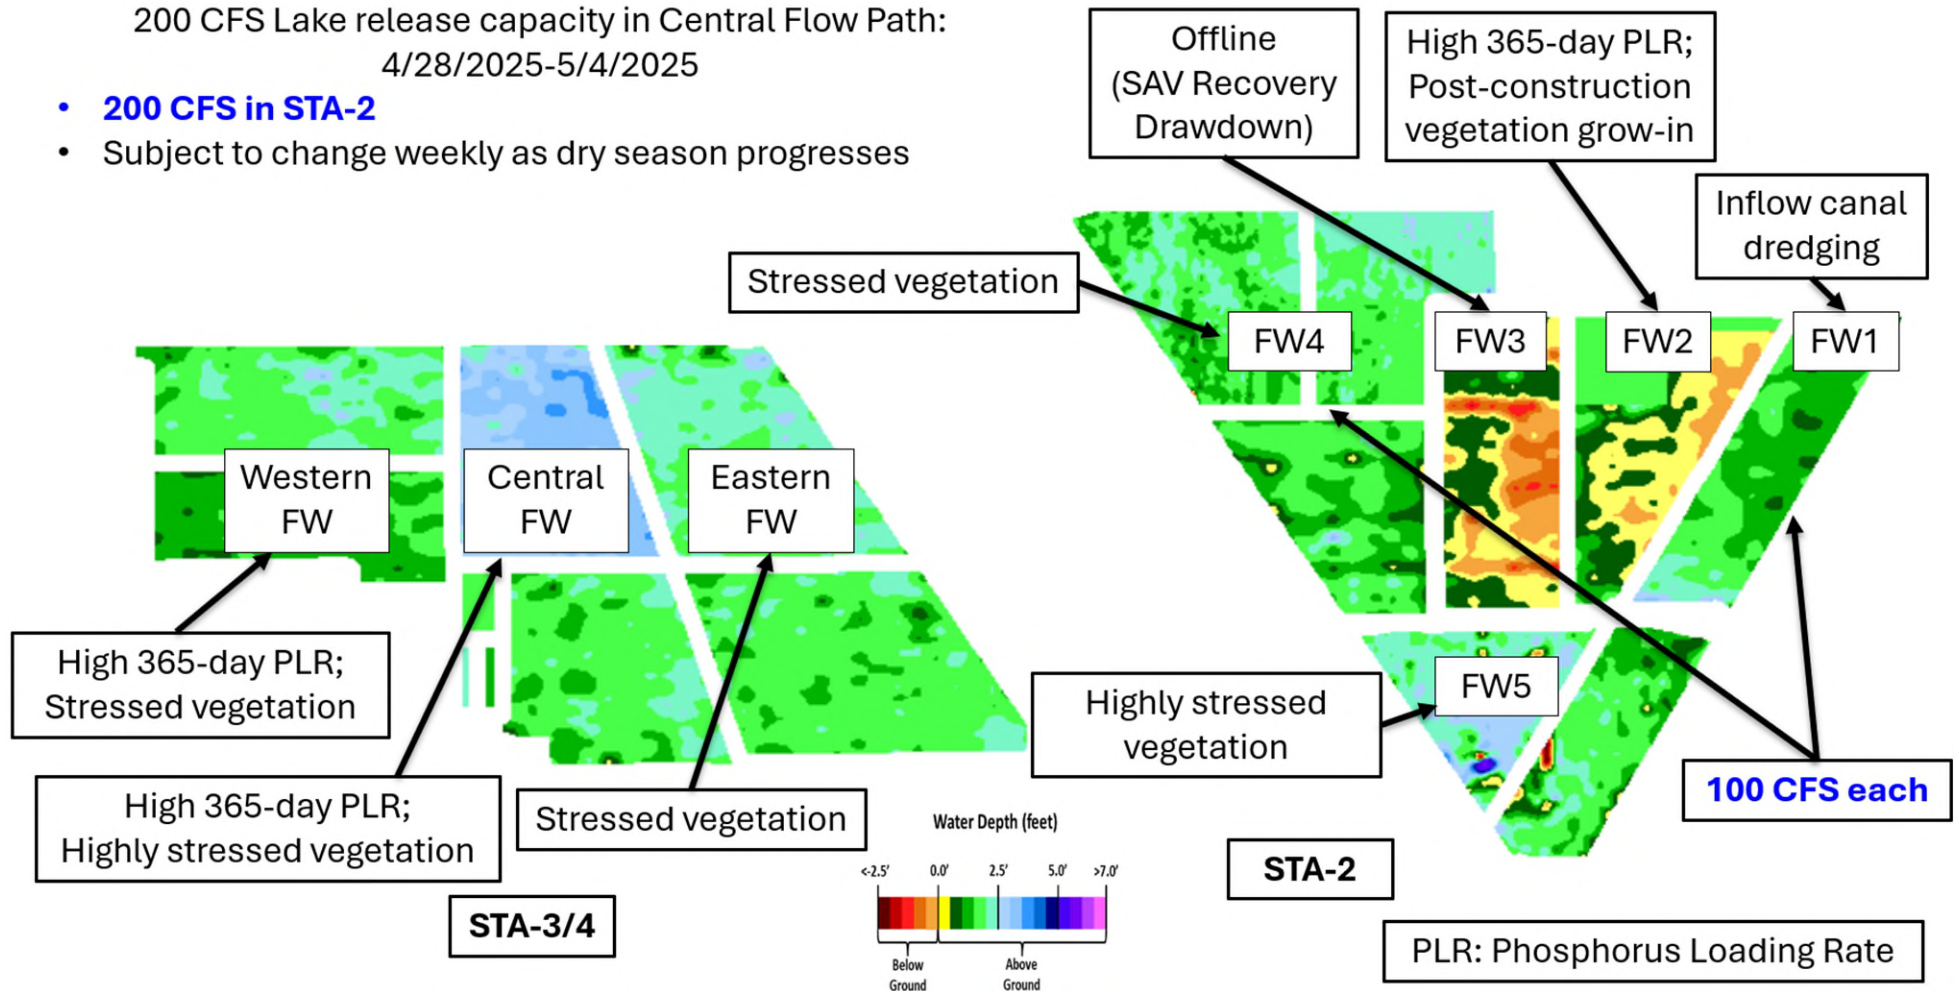 200 CFS Lake release capacity in Central Flow Path:
4/28/2025-5/4/2025
• 200 CFS in STA-2
• Subject to change weekly as dry season progresses
Offline
(SAV Recovery
Drawdown)
High 365-day PLR;
Post-construction
vegetation grow-in
Inflow canal
dredging
Stressed vegetation
FW4
FW3
FW2
FW1
Western
FW
Central
FW
Eastern
FW
High 365-day PLR;
Stressed vegetation
High 365-day PLR;
Highly stressed vegetation
Stressed vegetation
Highly stressed
vegetation
FW5
100 CFS each
STA-3/4
Water Depth (feet)
<-2.5'
0.0'
2.5'
5.0'
>7.0'
Below
Ground
Above
Ground
STA-2
PLR: Phosphorus Loading Rate